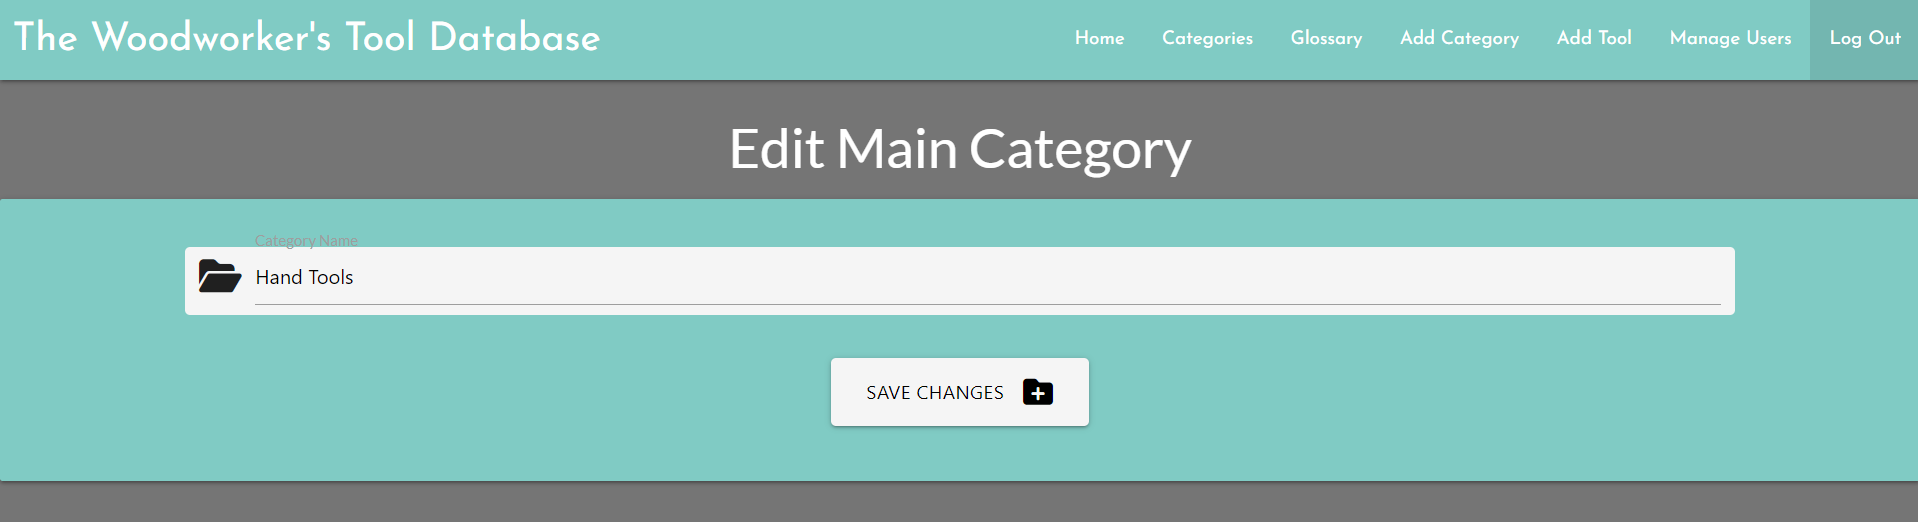 The Woodworker's Tool Database
Home Categories Glossary Add Category Add Tool Manage Users Log Out
Edit Main Category
Category Name
Hand Tools
SAVE CHANGES